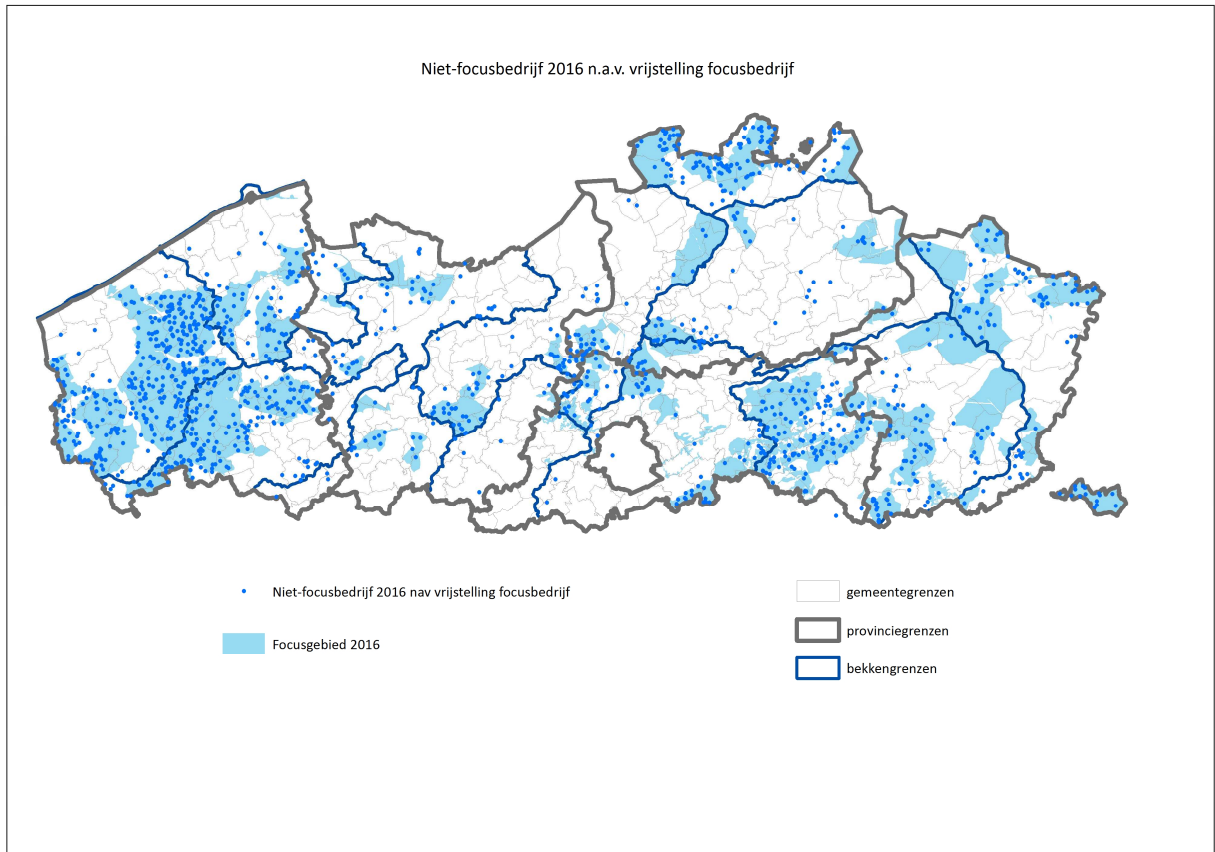 Niet-focusbedrijf 2016 n.a.v. vrijstelling focusbedrijf
Niet-focusbedrijf 2016 nav vrijstelling focusbedrijf
Focusgebied 2016
gemeentegrenzen
provinciegrenzen
bekkengrenzen